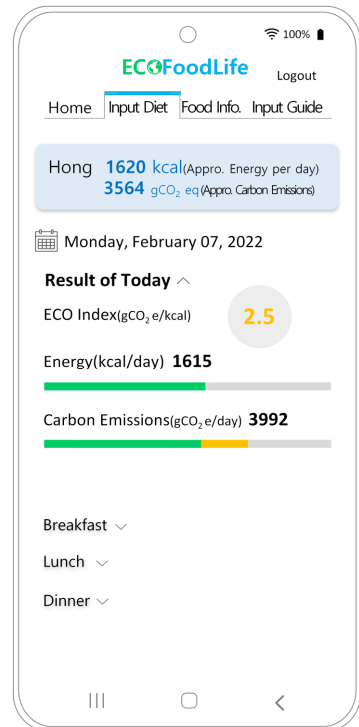 100%
ECOFoodLife
Logout
Home Input Diet Food Info. Input Guide
Hong 1620 kcal(Appro. Energy per day)
3564 gCO₂ eq(Appro. Carbon Emissions)
Monday, February 07, 2022
Result of Today
ECO Index(gCO₂e/kcal) 2.5
Energy(kcal/day) 1615
Carbon Emissions(gCO₂e/day) 3992
Breakfast
Lunch
Dinner